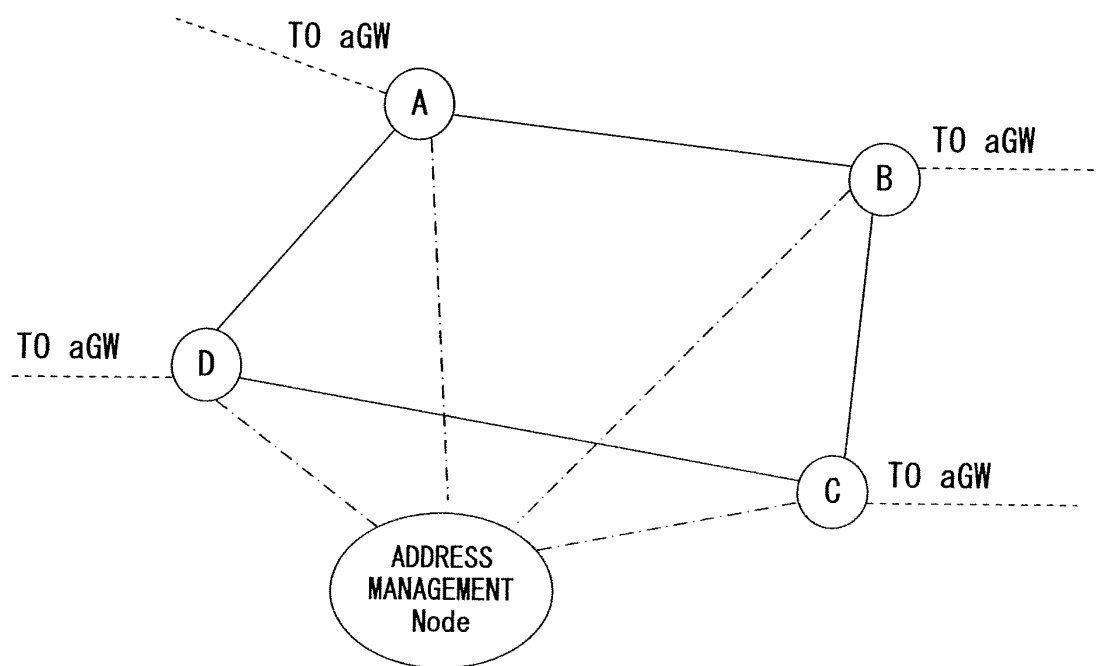 TO aGW
A
TO aGW
B
TO aGW
D
TO aGW
C
ADDRESS
MANAGEMENT
Node